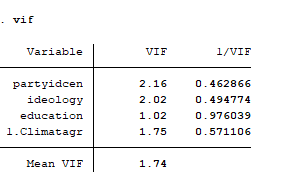 . vif
Variable | VIF 1/VIF
partyidcen | 2.16 0.462866
ideology | 2.02 0.494774
education | 1.02 0.976039
1.Climatagr | 1.75 0.571106
Mean VIF | 1.74